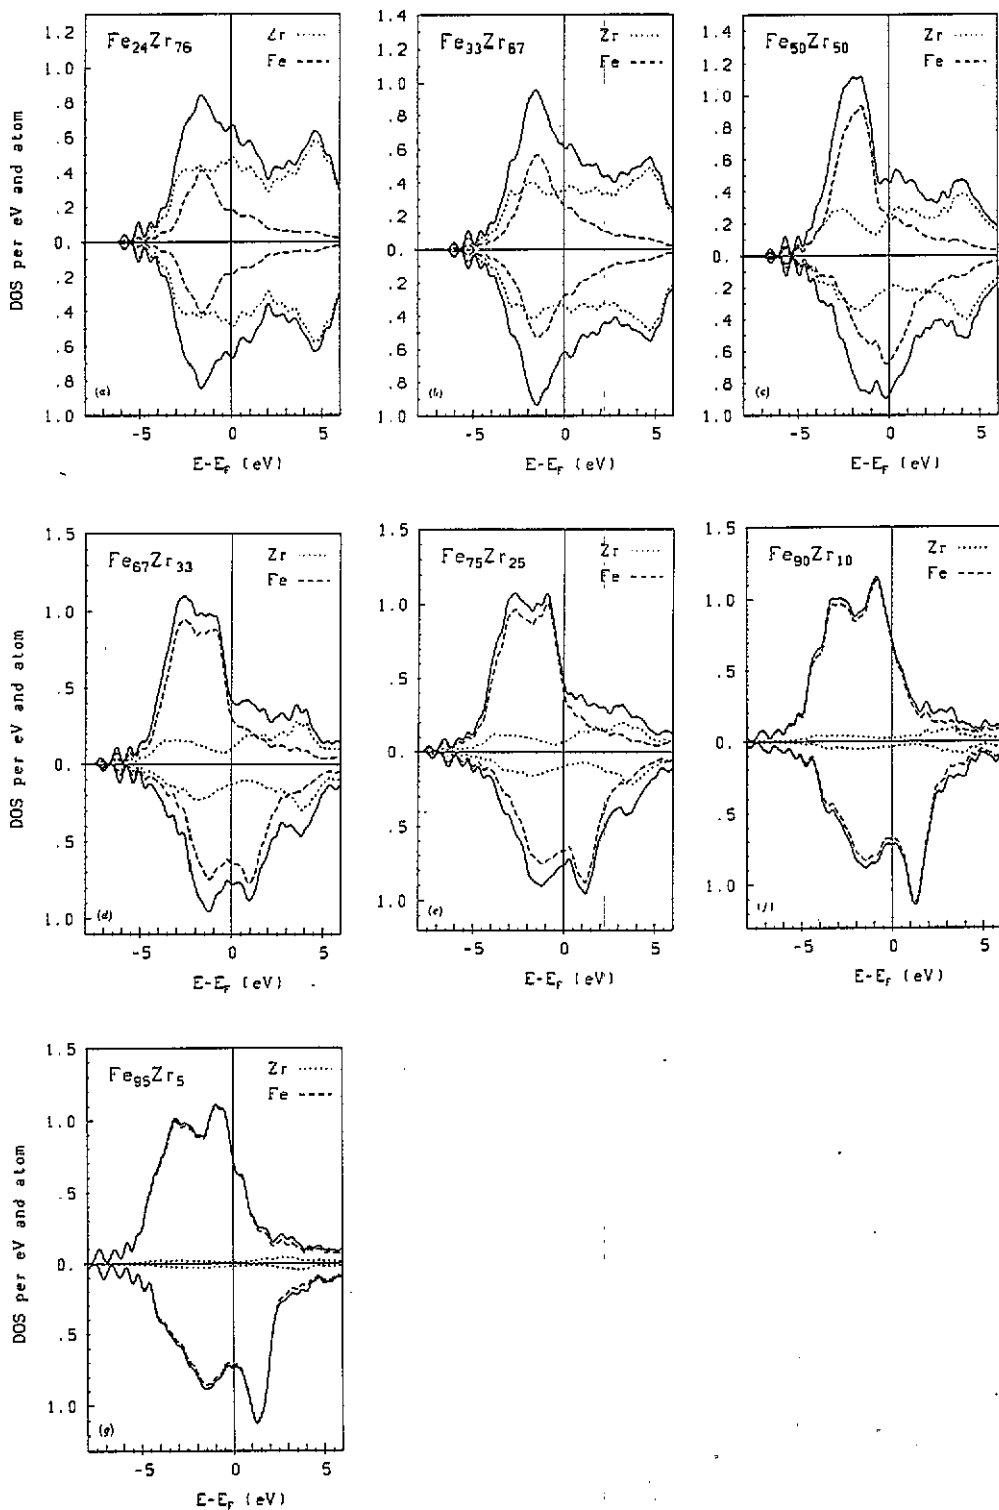 DOS per eV and atom
Fe24Zr76
Zr
Fe
1.2
1.0
.8
.6
.4
.2
0.
.2
.4
.6
.8
1.0
(a)
-5 0 5
E-EF (eV)
Fe33Zr67
Zr
Fe
1.4
1.2
1.0
.8
.6
.4
.2
0.
.2
.4
.6
.8
1.0
(b)
-5 0 5
E-EF (eV)
Fe50Zr50
Zr
Fe
1.4
1.2
1.0
.8
.6
.4
.2
0.
.2
.4
.6
.8
1.0
(c)
-5 0 5
E-EF (eV)
DOS per eV and atom
Fe67Zr33
Zr
Fe
1.5
1.0
.5
0.
.5
1.0
(d)
-5 0 5
E-EF (eV)
Fe75Zr25
Zr
Fe
1.5
1.0
.5
0.
.5
1.0
(e)
-5 0 5
E-EF (eV)
Fe90Zr10
Zr
Fe
1.5
1.0
.5
0.
.5
1.0
(f)
-5 0 5
E-EF (eV)
DOS per eV and atom
Fe95Zr5
Zr
Fe
1.5
1.0
.5
0.
.5
1.0
(g)
-5 0 5
E-EF (eV)